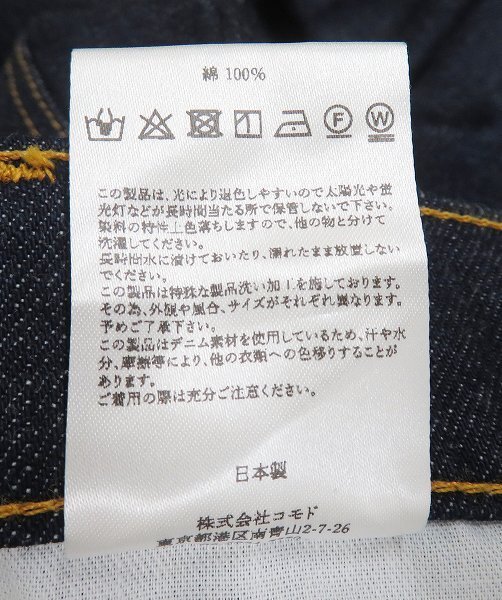 綿 100%
F W
この製品は、光により退色しやすいので太陽光や蛍
光灯などが長時間当たる所で保管しないで下さい。
染料の特性上色落ちしますので、他の物と分けて
洗濯してください。
長時間水に漬けておいたり、濡れたまま放置しない
でください。
この製品は特殊な製品洗い加工を施しております。
その為、外観や風合、サイズがそれぞれ異なります。
予めご了承下さい。
この製品はデニム素材を使用しているため、汗や水
分、摩擦等により、他の衣類への色移りすることが
あります。
ご着用の際は充分ご注意ください。
日本製
株式会社コモド
東京都港区南青山2-7-26